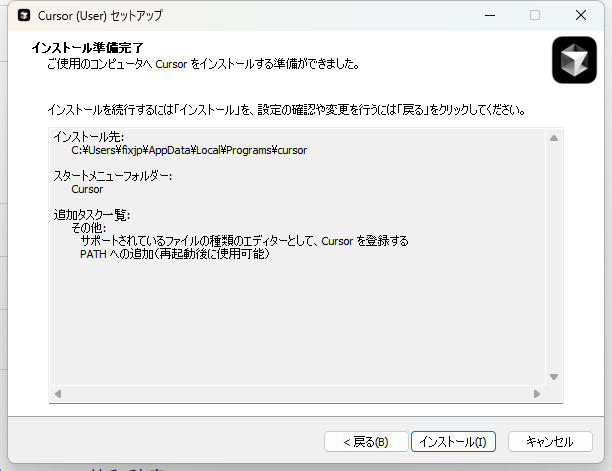 Cursor (User) セットアップ
インストール準備完了
ご使用のコンピュータへ Cursor をインストールする準備ができました。
インストールを続行するには「インストール」を、設定の確認や変更を行うには「戻る」をクリックしてください。
インストール先:
C:¥Users¥fixjp¥AppData¥Local¥Programs¥cursor
スタートメニューフォルダー:
Cursor
追加タスク一覧:
その他:
サポートされているファイルの種類のエディターとして、Cursor を登録する
PATH への追加（再起動後に使用可能）
< 戻る(B)
インストール(I)
キャンセル